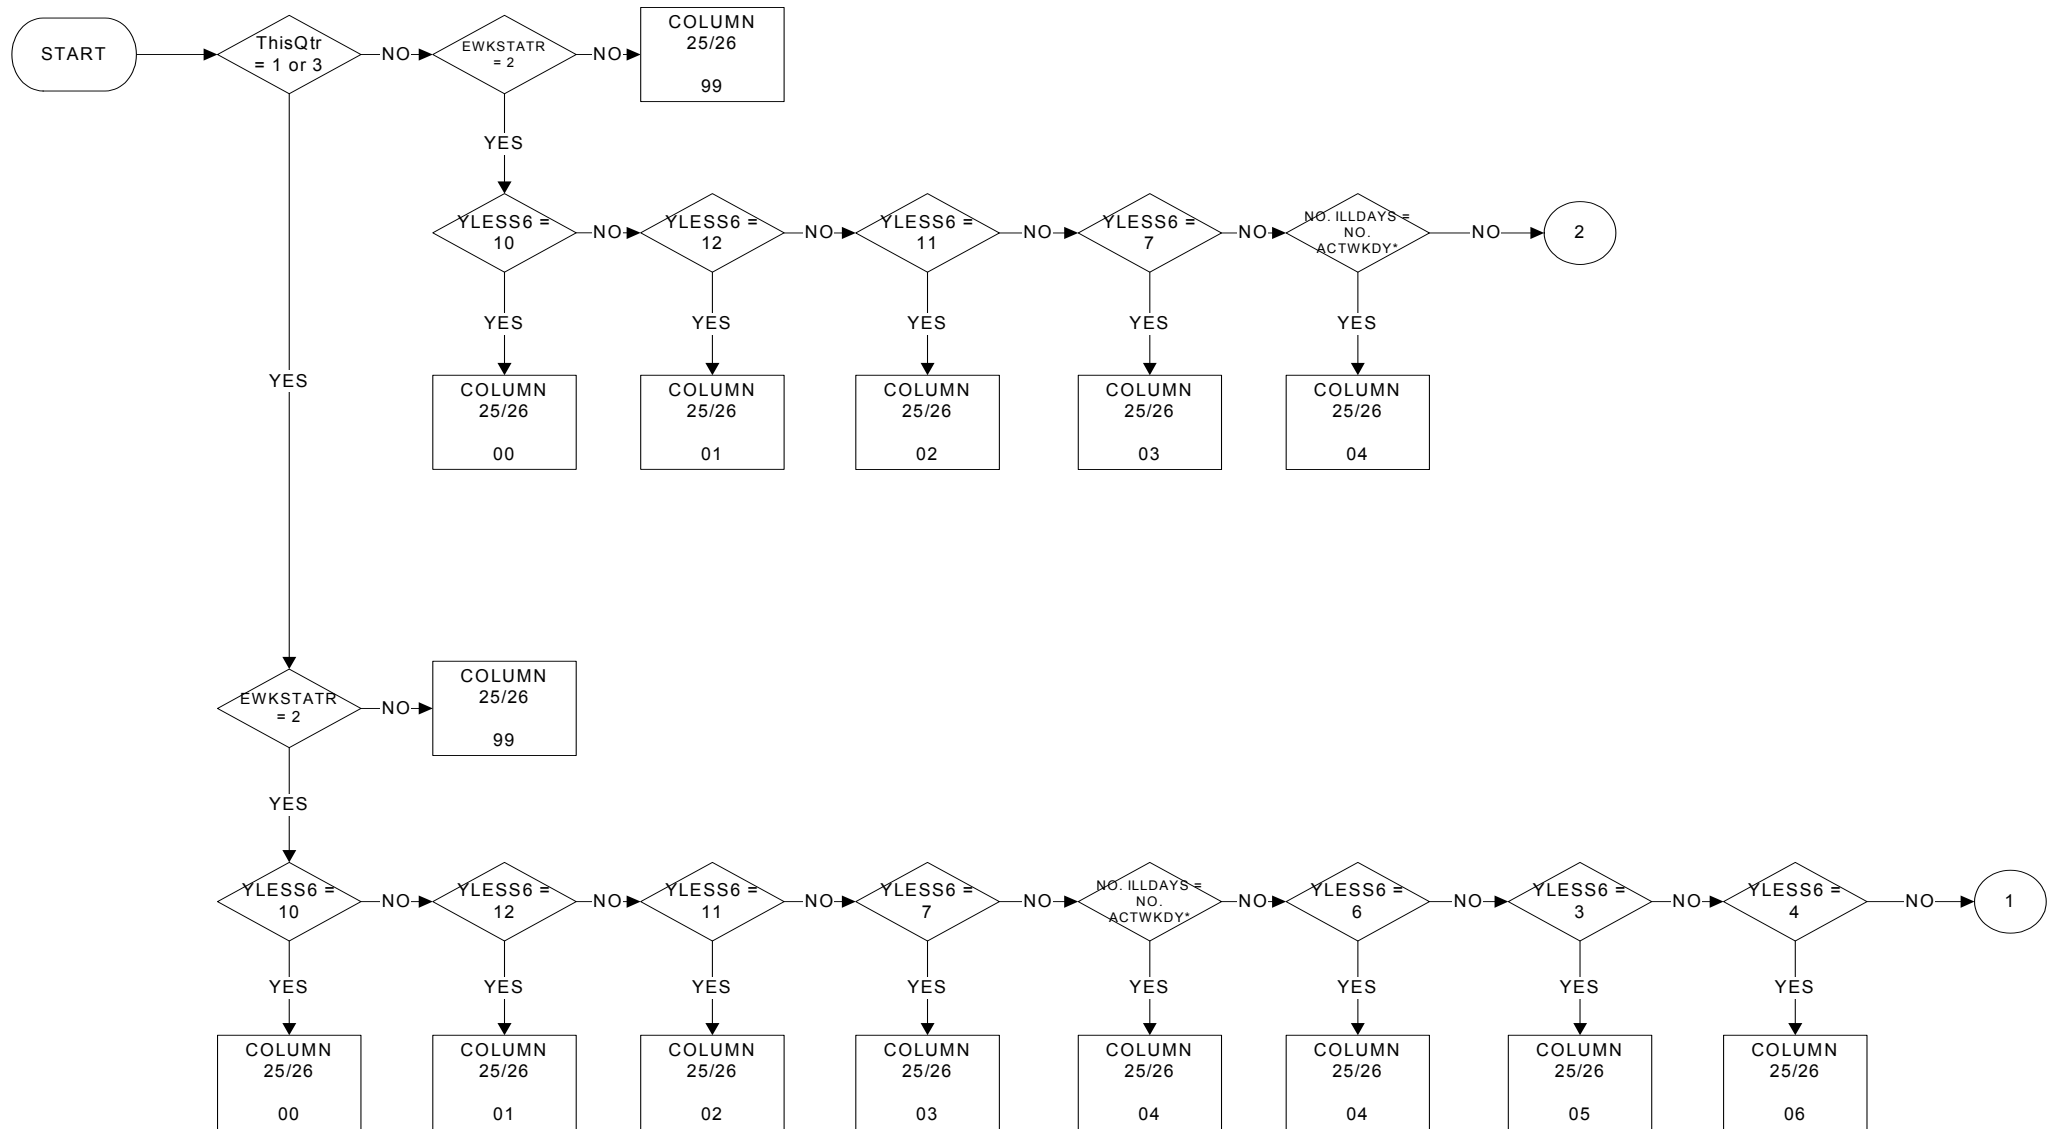 START
ThisQtr
= 1 or 3
NO
EWKSTATR
= 2
NO
COLUMN
25/26
99
YES
YLESS6 =
10
NO
YLESS6 =
12
NO
YLESS6 =
11
NO
YLESS6 =
7
NO
NO. ILLDAYS =
NO.
ACTWKDY*
NO
2
YES
YES
YES
YES
YES
YES
COLUMN
25/26
00
COLUMN
25/26
01
COLUMN
25/26
02
COLUMN
25/26
03
COLUMN
25/26
04
EWKSTATR
= 2
NO
COLUMN
25/26
99
YES
YLESS6 =
10
NO
YLESS6 =
12
NO
YLESS6 =
11
NO
YLESS6 =
7
NO
NO. ILLDAYS =
NO.
ACTWKDY*
NO
YLESS6 =
6
NO
YLESS6 =
3
NO
YLESS6 =
4
NO
1
YES
YES
YES
YES
YES
YES
YES
YES
COLUMN
25/26
00
COLUMN
25/26
01
COLUMN
25/26
02
COLUMN
25/26
03
COLUMN
25/26
04
COLUMN
25/26
04
COLUMN
25/26
05
COLUMN
25/26
06